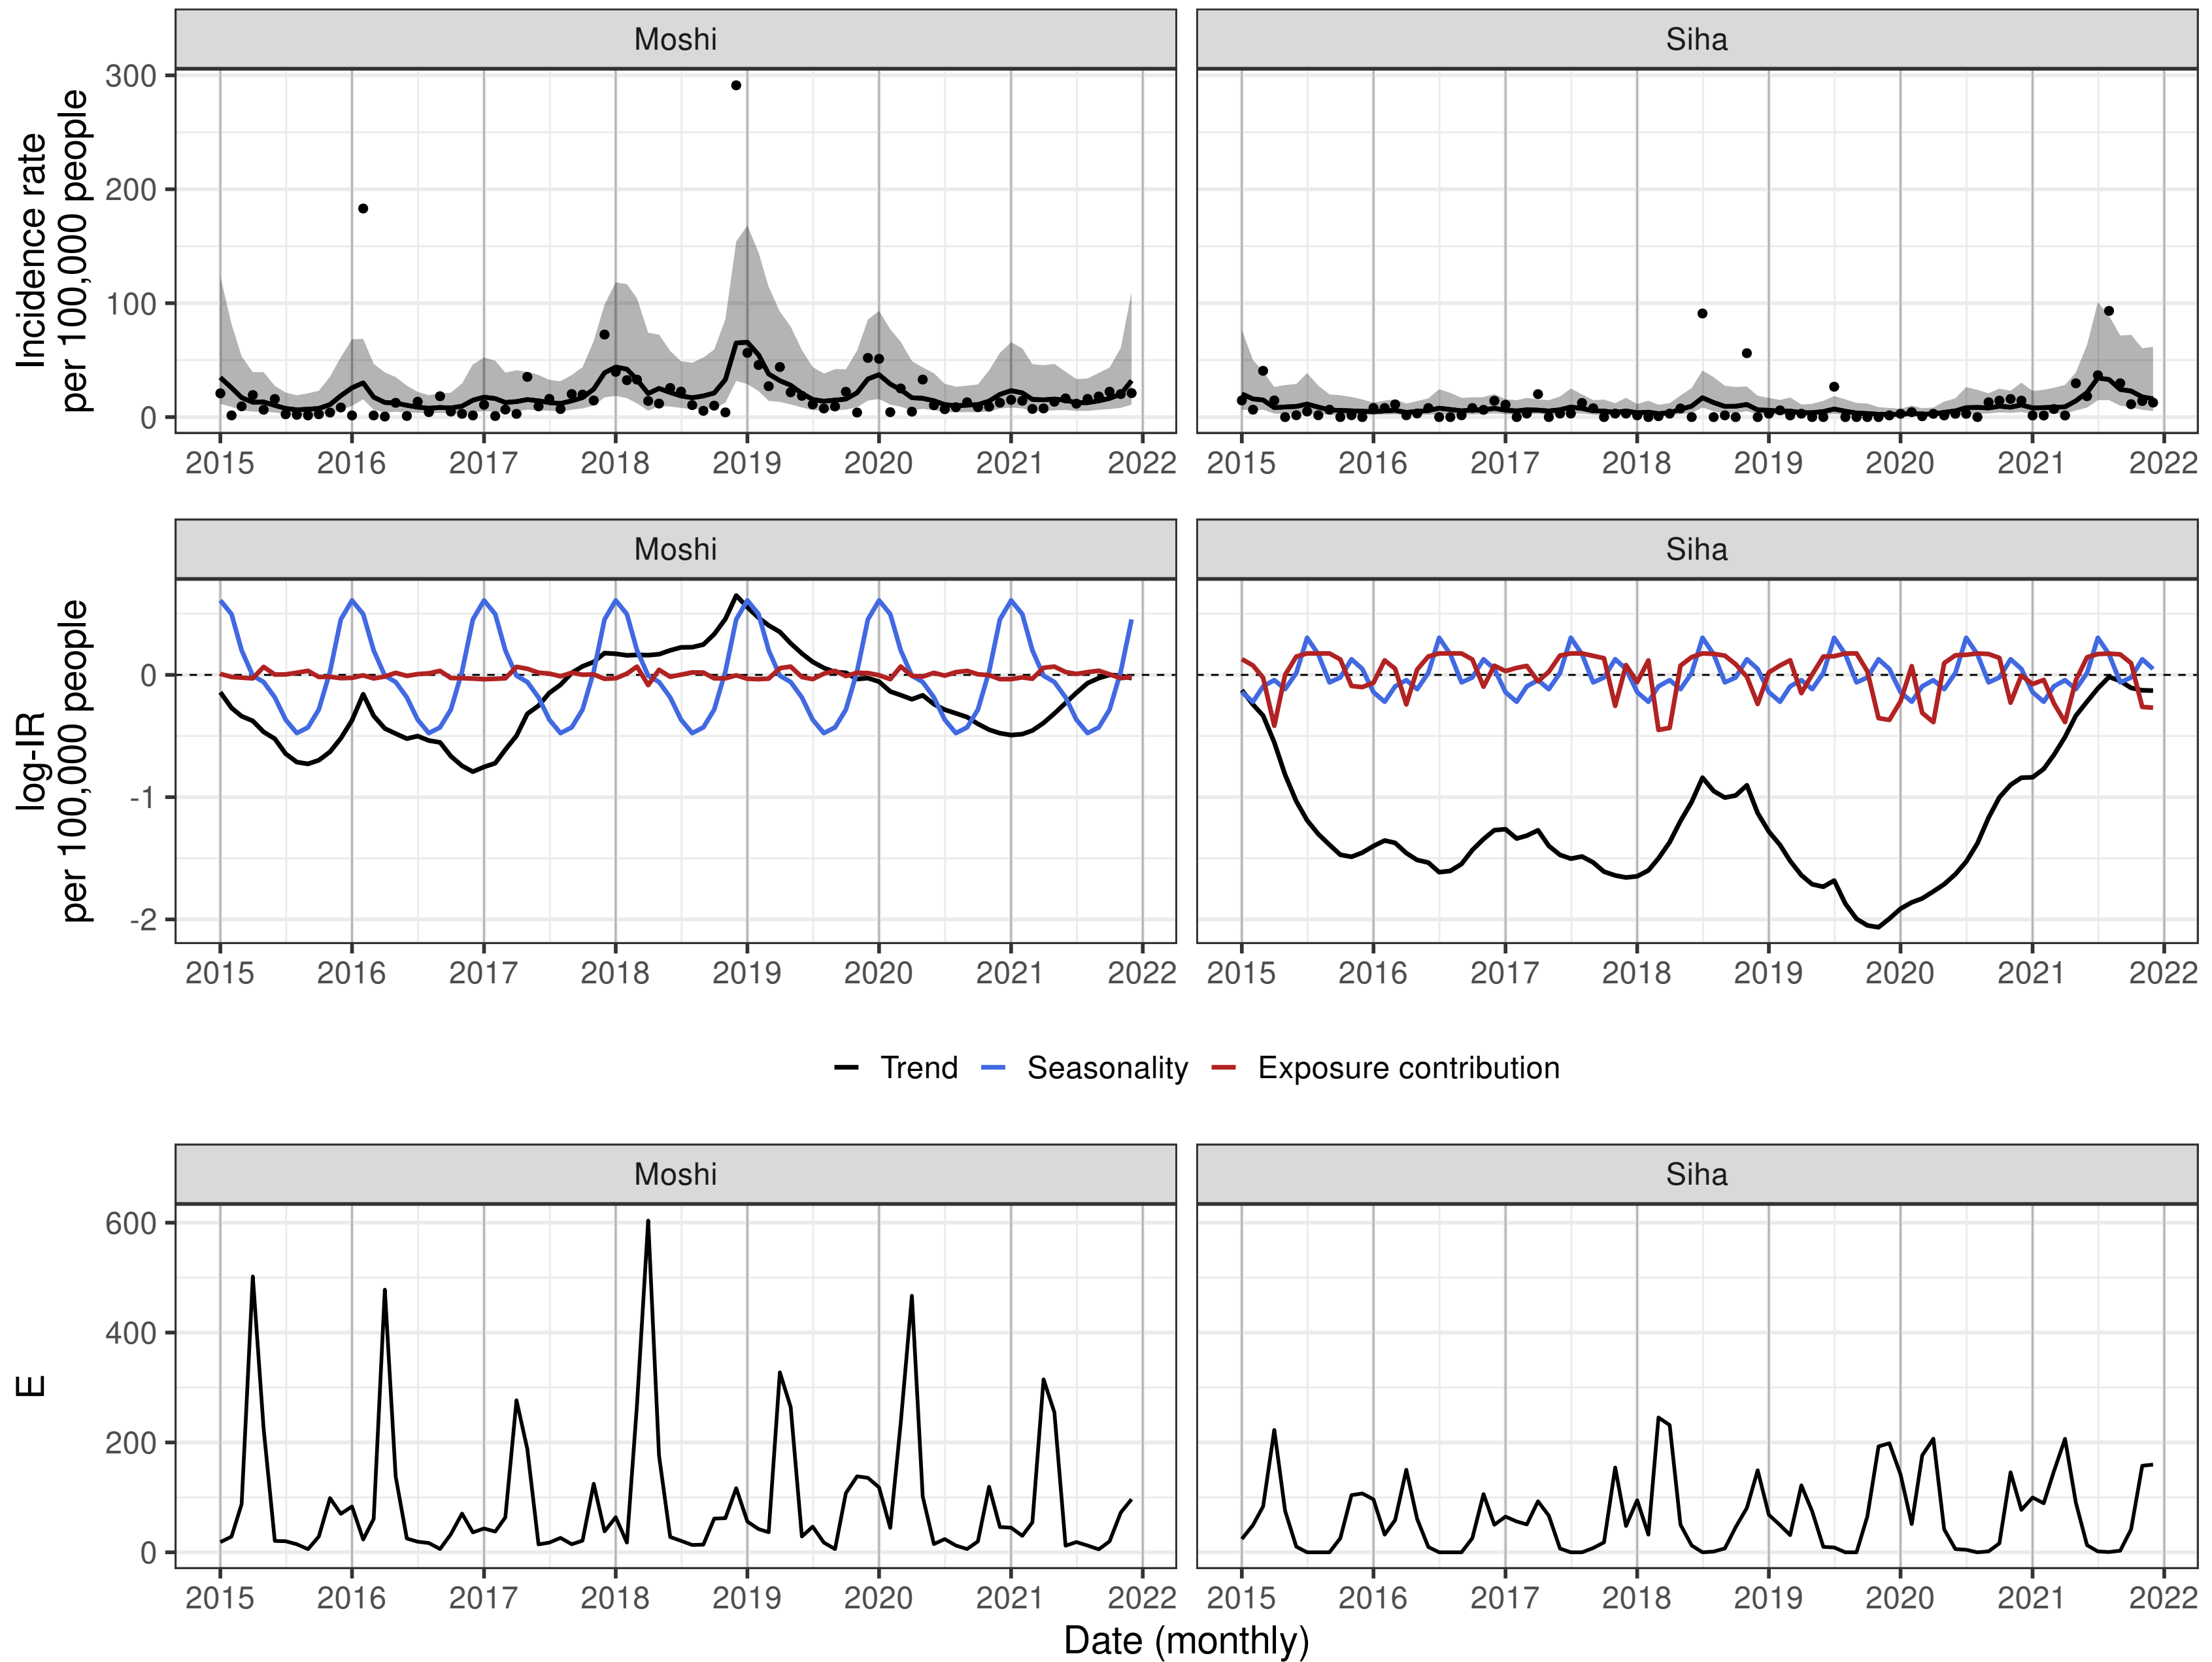 Moshi Siha
Incidence rate
per 100,000 people
300
200
100
0
2015 2016 2017 2018 2019 2020 2021 2022 2015 2016 2017 2018 2019 2020 2021 2022
Moshi Siha
log-IR
per 100,000 people
0
-1
-2
2015 2016 2017 2018 2019 2020 2021 2022 2015 2016 2017 2018 2019 2020 2021 2022
Trend Seasonality Exposure contribution
Moshi Siha
E
600
400
200
0
2015 2016 2017 2018 2019 2020 2021 2022 2015 2016 2017 2018 2019 2020 2021 2022
Date (monthly)